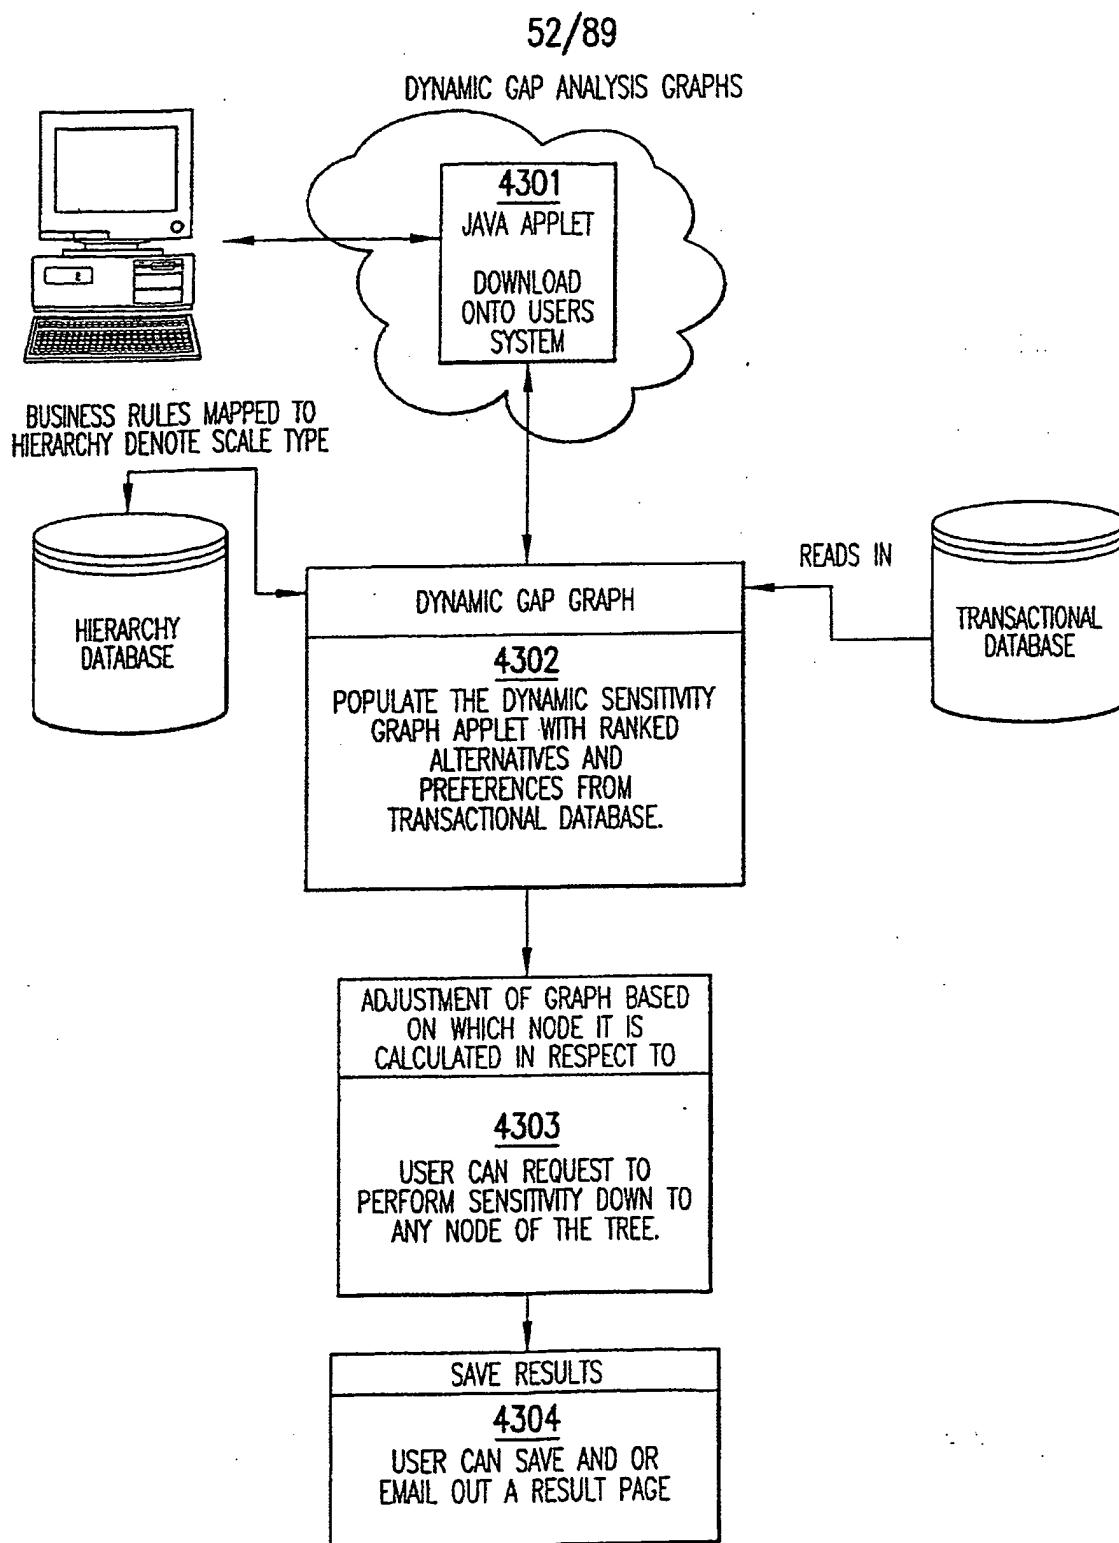 52/89
DYNAMIC GAP ANALYSIS GRAPHS
4301
JAVA APPLET
DOWNLOAD
ONTO USERS
SYSTEM
BUSINESS RULES MAPPED TO
HIERARCHY DENOTE SCALE TYPE
HIERARCHY
DATABASE
READS IN
TRANSACTIONAL
DATABASE
DYNAMIC GAP GRAPH
4302
POPULATE THE DYNAMIC SENSITIVITY
GRAPH APPLET WITH RANKED
ALTERNATIVES AND
PREFERENCES FROM
TRANSACTIONAL DATABASE.
ADJUSTMENT OF GRAPH BASED
ON WHICH NODE IT IS
CALCULATED IN RESPECT TO
4303
USER CAN REQUEST TO
PERFORM SENSITIVITY DOWN TO
ANY NODE OF THE TREE.
SAVE RESULTS
4304
USER CAN SAVE AND OR
EMAIL OUT A RESULT PAGE